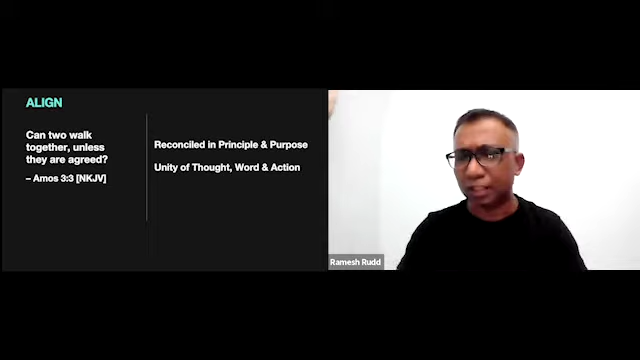 ALIGN
Can two walk
together, unless
they are agreed?
– Amos 3:3 [NKJV]
Reconciled in Principle & Purpose
Unity of Thought, Word & Action
Ramesh Rudd